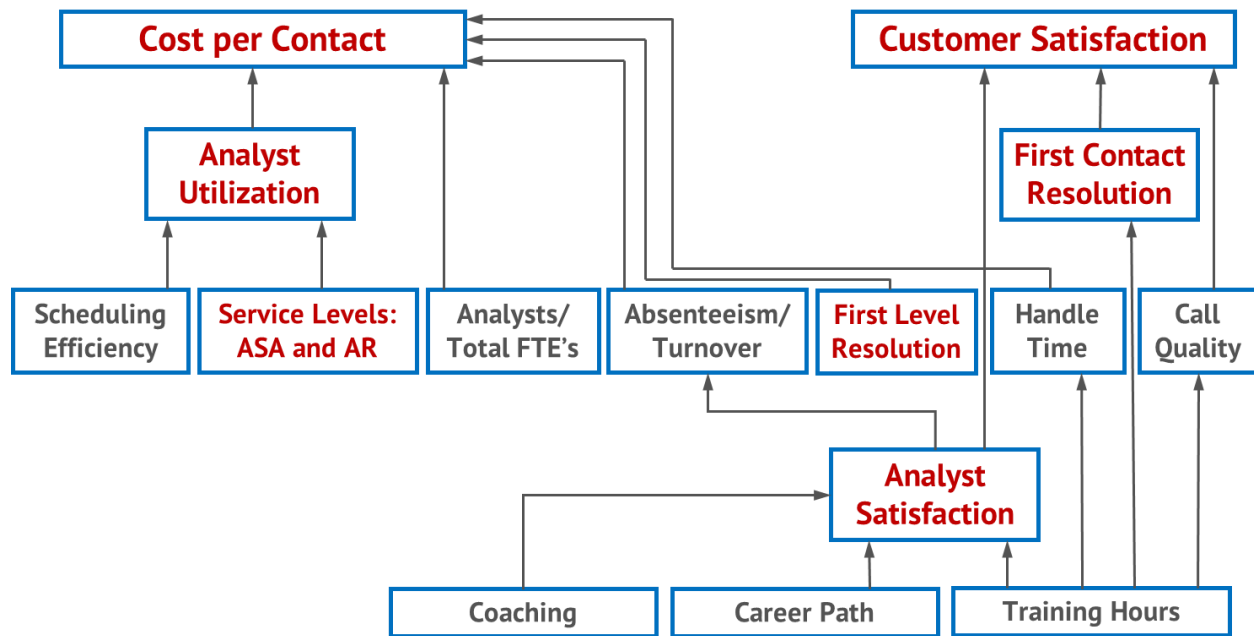 Cost per Contact
Customer Satisfaction
Analyst
Utilization
First Contact
Resolution
Scheduling
Efficiency
Service Levels:
ASA and AR
Analysts/
Total FTE's
Absenteeism/
Turnover
First Level
Resolution
Handle
Time
Call
Quality
Analyst
Satisfaction
Coaching
Career Path
Training Hours